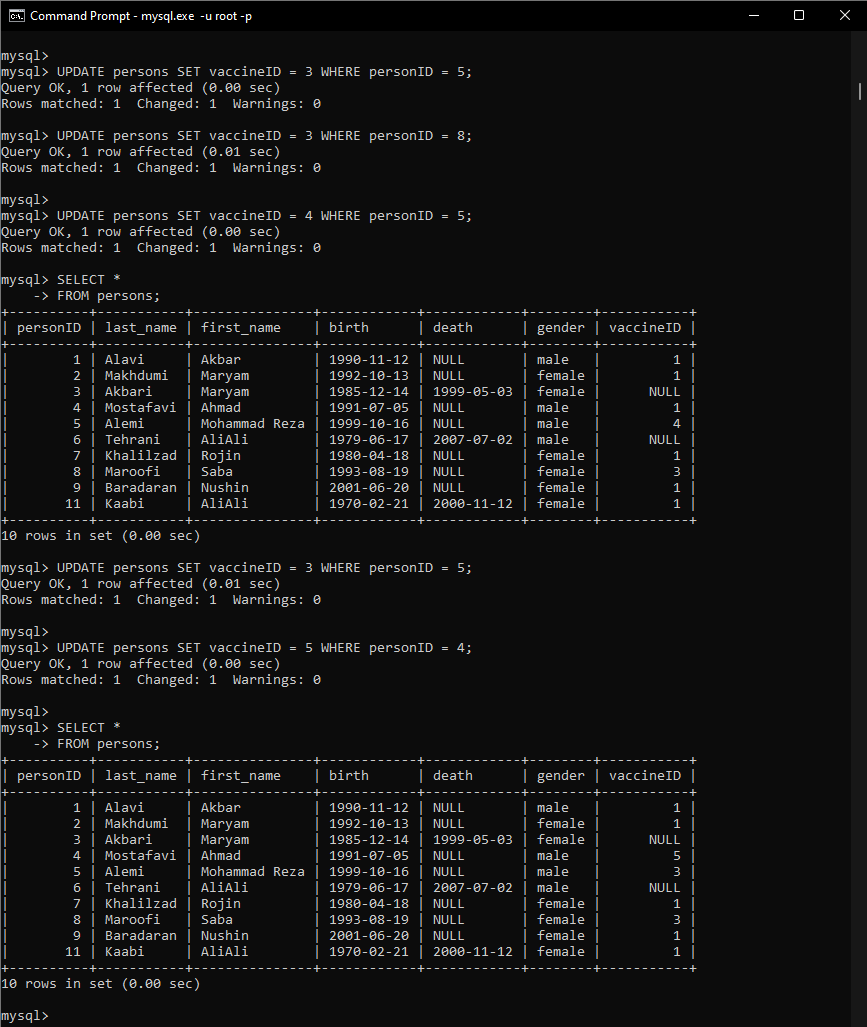 Command Prompt - mysql.exe  -u root -p
mysql>
mysql> UPDATE persons SET vaccineID = 3 WHERE personID = 5;
Query OK, 1 row affected (0.00 sec)
Rows matched: 1  Changed: 1  Warnings: 0

mysql> UPDATE persons SET vaccineID = 3 WHERE personID = 8;
Query OK, 1 row affected (0.01 sec)
Rows matched: 1  Changed: 1  Warnings: 0

mysql>
mysql> UPDATE persons SET vaccineID = 4 WHERE personID = 5;
Query OK, 1 row affected (0.00 sec)
Rows matched: 1  Changed: 1  Warnings: 0

mysql> SELECT *
    -> FROM persons;
+----------+-----------+---------------+------------+------------+--------+-----------+
| personID | last_name | first_name    | birth      | death      | gender | vaccineID |
+----------+-----------+---------------+------------+------------+--------+-----------+
|        1 | Alavi     | Akbar         | 1990-11-12 | NULL       | male   |         1 |
|        2 | Makhdumi  | Maryam        | 1992-10-13 | NULL       | female |         1 |
|        3 | Akbari    | Maryam        | 1985-12-14 | 1999-05-03 | female |      NULL |
|        4 | Mostafavi | Ahmad         | 1991-07-05 | NULL       | male   |         1 |
|        5 | Alemi     | Mohammad Reza | 1999-10-16 | NULL       | male   |         4 |
|        6 | Tehrani   | AliAli        | 1979-06-17 | 2007-07-02 | male   |      NULL |
|        7 | Khalilzad | Rojin         | 1980-04-18 | NULL       | female |         1 |
|        8 | Maroofi   | Saba          | 1993-08-19 | NULL       | female |         3 |
|        9 | Baradaran | Nushin        | 2001-06-20 | NULL       | female |         1 |
|       11 | Kaabi     | AliAli        | 1970-02-21 | 2000-11-12 | female |         1 |
+----------+-----------+---------------+------------+------------+--------+-----------+
10 rows in set (0.00 sec)

mysql> UPDATE persons SET vaccineID = 3 WHERE personID = 5;
Query OK, 1 row affected (0.01 sec)
Rows matched: 1  Changed: 1  Warnings: 0

mysql>
mysql> UPDATE persons SET vaccineID = 5 WHERE personID = 4;
Query OK, 1 row affected (0.00 sec)
Rows matched: 1  Changed: 1  Warnings: 0

mysql>
mysql> SELECT *
    -> FROM persons;
+----------+-----------+---------------+------------+------------+--------+-----------+
| personID | last_name | first_name    | birth      | death      | gender | vaccineID |
+----------+-----------+---------------+------------+------------+--------+-----------+
|        1 | Alavi     | Akbar         | 1990-11-12 | NULL       | male   |         1 |
|        2 | Makhdumi  | Maryam        | 1992-10-13 | NULL       | female |         1 |
|        3 | Akbari    | Maryam        | 1985-12-14 | 1999-05-03 | female |      NULL |
|        4 | Mostafavi | Ahmad         | 1991-07-05 | NULL       | male   |         5 |
|        5 | Alemi     | Mohammad Reza | 1999-10-16 | NULL       | male   |         3 |
|        6 | Tehrani   | AliAli        | 1979-06-17 | 2007-07-02 | male   |      NULL |
|        7 | Khalilzad | Rojin         | 1980-04-18 | NULL       | female |         1 |
|        8 | Maroofi   | Saba          | 1993-08-19 | NULL       | female |         3 |
|        9 | Baradaran | Nushin        | 2001-06-20 | NULL       | female |         1 |
|       11 | Kaabi     | AliAli        | 1970-02-21 | 2000-11-12 | female |         1 |
+----------+-----------+---------------+------------+------------+--------+-----------+
10 rows in set (0.00 sec)

mysql>